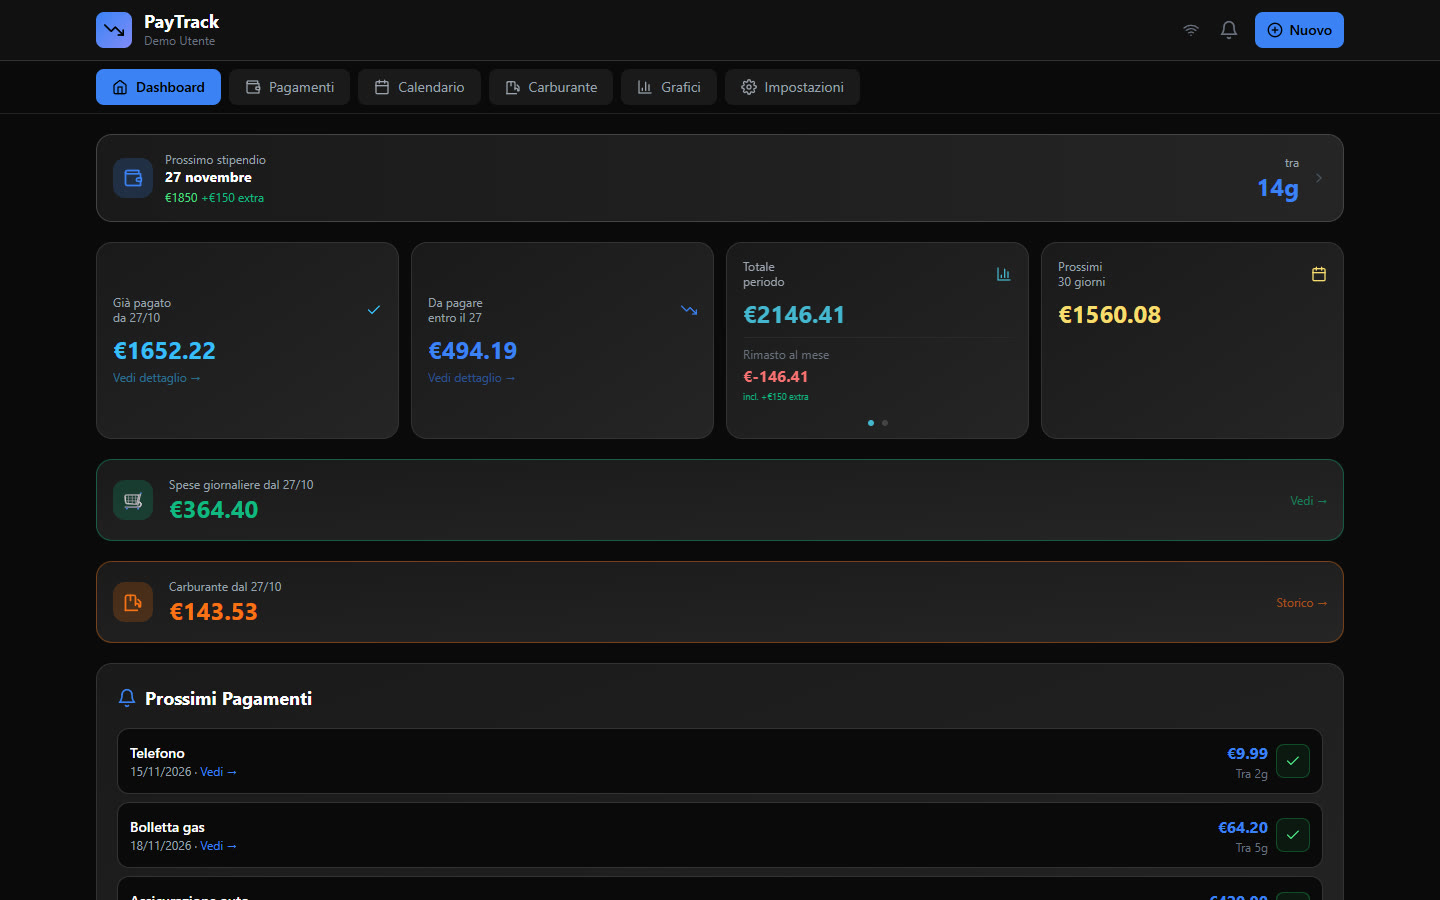 PayTrack
Demo Utente
Nuovo
Dashboard
Pagamenti
Calendario
Carburante
Grafici
Impostazioni
Prossimo stipendio
27 novembre
€1850 +€150 extra
tra
14g
Già pagato
da 27/10
€1652.22
Vedi dettaglio →
Da pagare
entro il 27
€494.19
Vedi dettaglio →
Totale
periodo
€2146.41
Rimasto al mese
€-146.41
incl. +€150 extra
Prossimi
30 giorni
€1560.08
Spese giornaliere dal 27/10
€364.40
Vedi →
Carburante dal 27/10
€143.53
Storico →
Prossimi Pagamenti
Telefono
15/11/2026 · Vedi →
€9.99
Tra 2g
Bolletta gas
18/11/2026 · Vedi →
€64.20
Tra 5g
Assicurazione auto